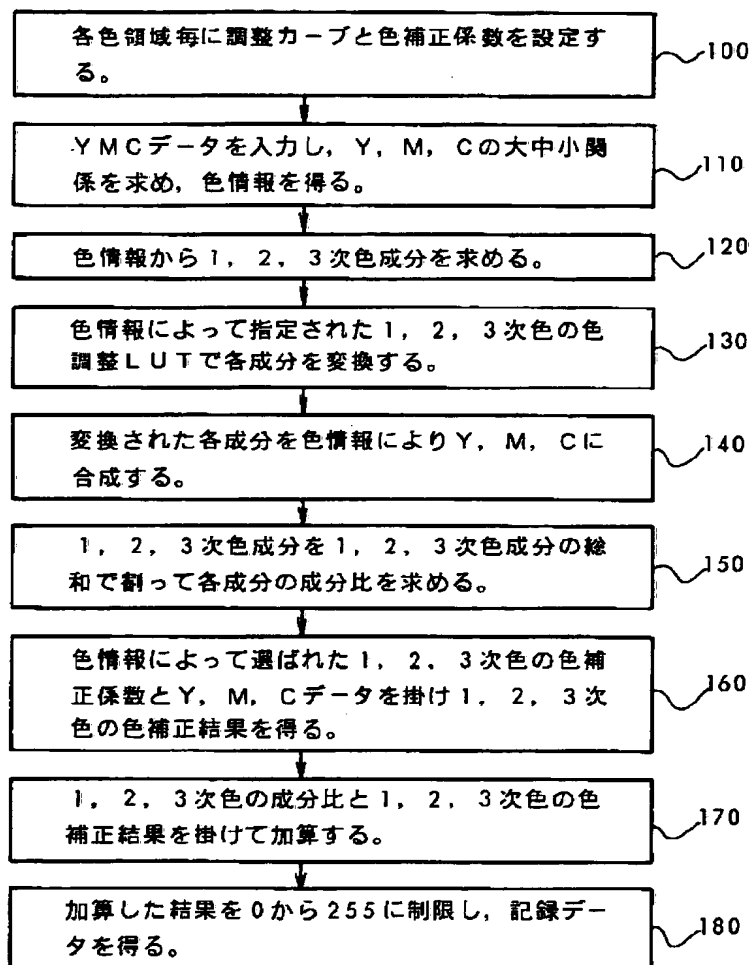 各色領域毎に調整カーブと色補正係数を設定す
る。
100
YMCデータを入力し，Y，M，Cの大中小関
係を求め，色情報を得る。
110
色情報から1，2，3次色成分を求める。
120
色情報によって指定された1，2，3次色の色
調整LUTで各成分を変換する。
130
変換された各成分を色情報によりY，M，Cに
合成する。
140
1，2，3次色成分を1，2，3次色成分の総
和で割って各成分の成分比を求める。
150
色情報によって選ばれた1，2，3次色の色補
正係数とY，M，Cデータを掛け1，2，3次
色の色補正結果を得る。
160
1，2，3次色の成分比と1，2，3次色の色
補正結果を掛けて加算する。
170
加算した結果を0から255に制限し，記録デー
タを得る。
180